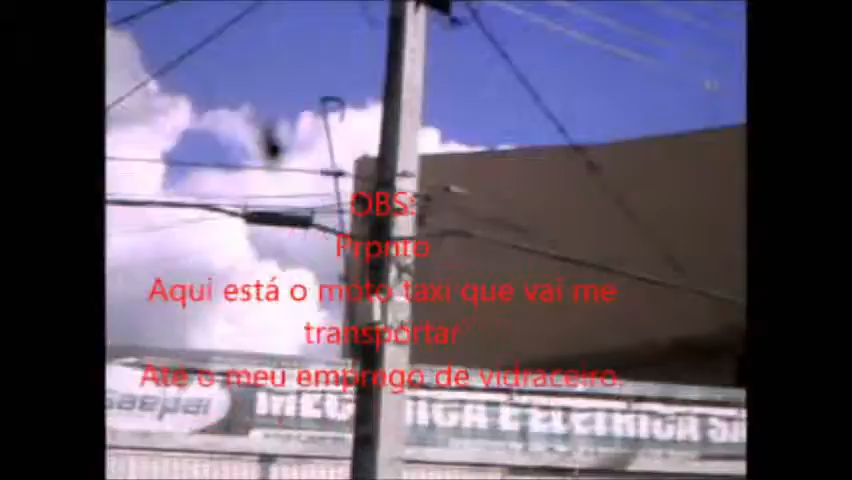 OBS:
Pronto
Aqui está o moto taxi que vai me
transportar
Até o meu emprego de vidraceiro.
MECÂNICA E ELÉTRICA